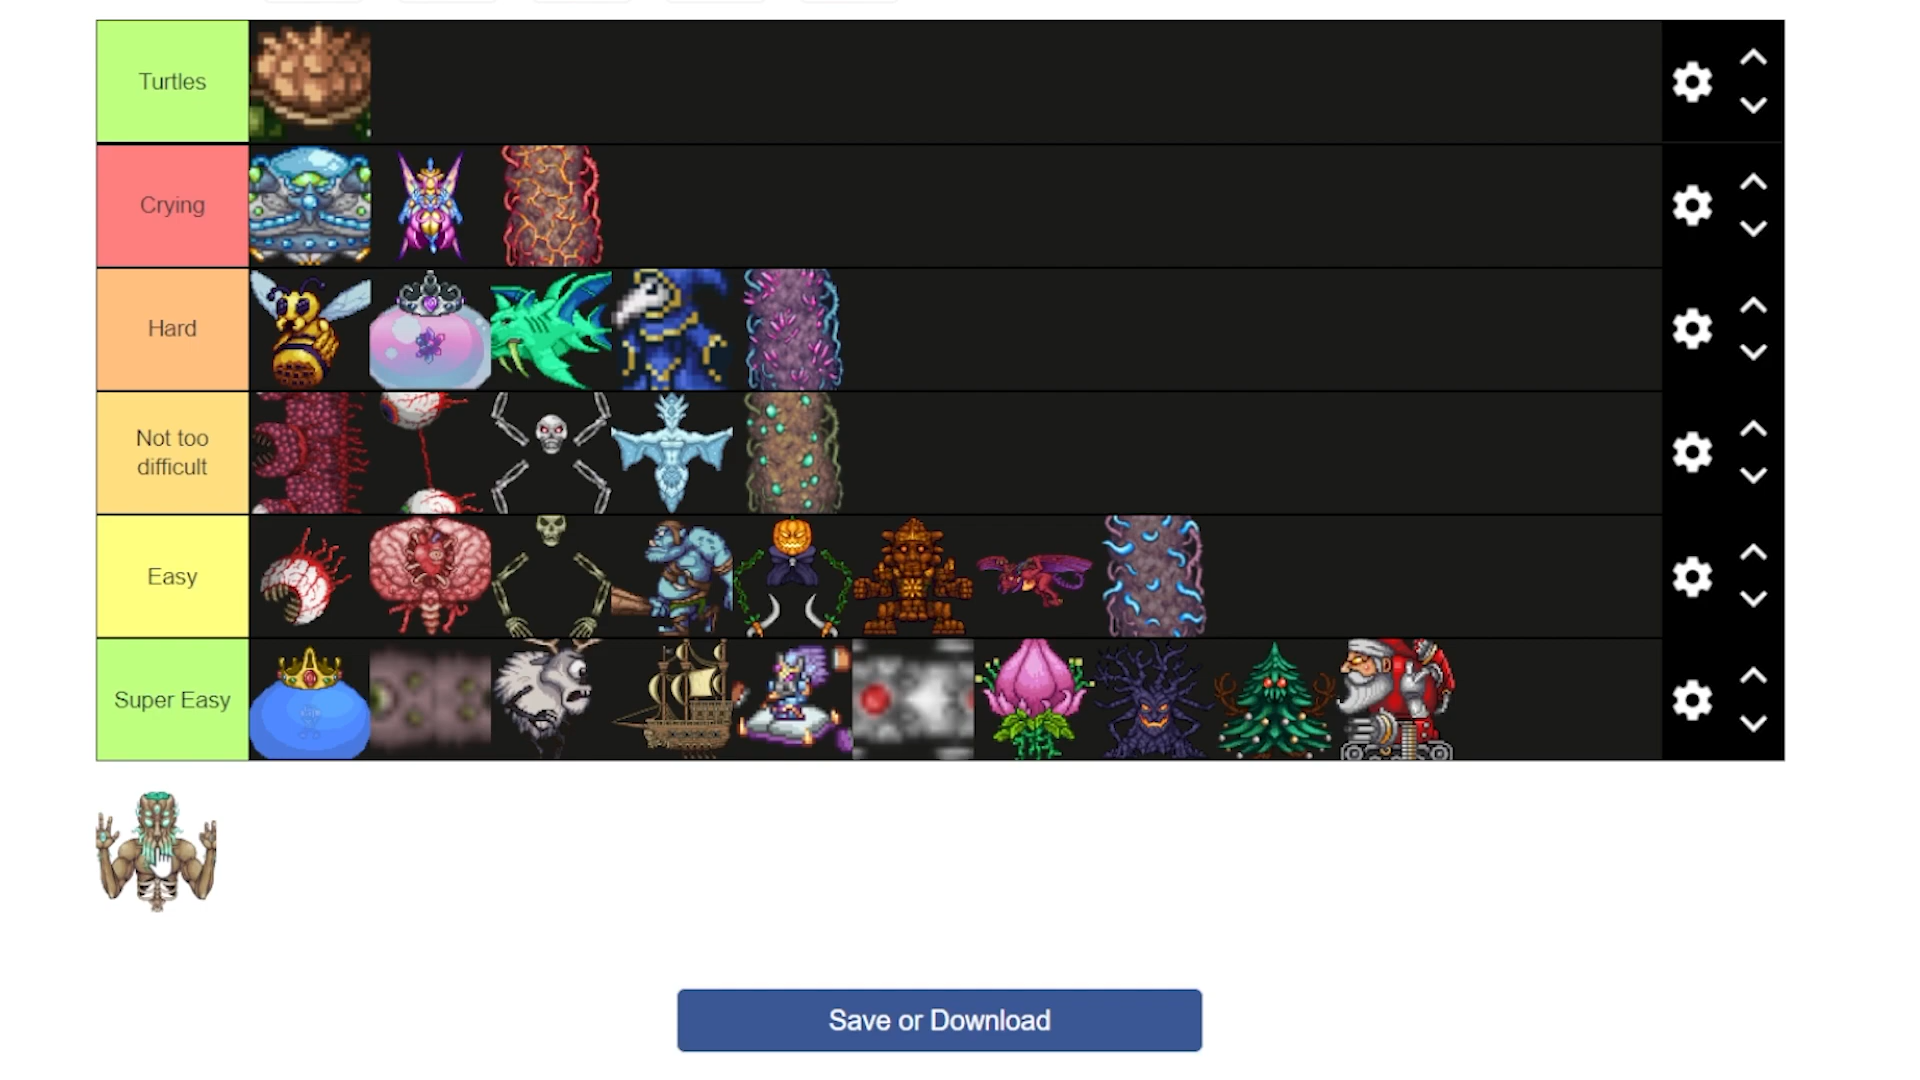 Turtles
Crying
Hard
Not too
difficult
Easy
Super Easy
Save or Download